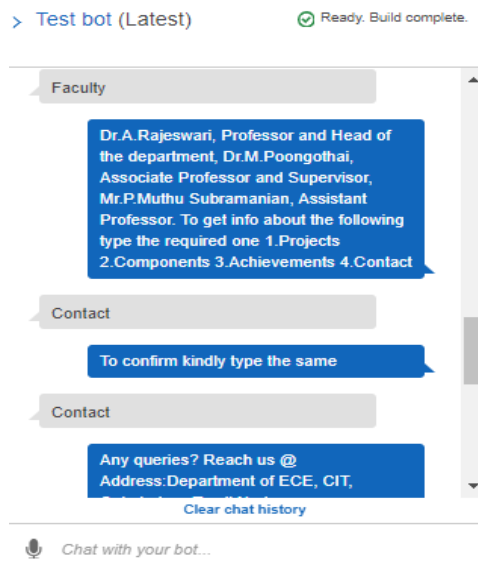 > Test bot (Latest)
Ready. Build complete.
Faculty
Dr.A.Rajeswari, Professor and Head of
the department, Dr.M.Poongothai,
Associate Professor and Supervisor,
Mr.P.Muthu Subramanian, Assistant
Professor. To get info about the following
type the required one 1.Projects
2.Components 3.Achievements 4.Contact
Contact
To confirm kindly type the same
Contact
Any queries? Reach us @
Address:Department of ECE, CIT,
Clear chat history
Chat with your bot...